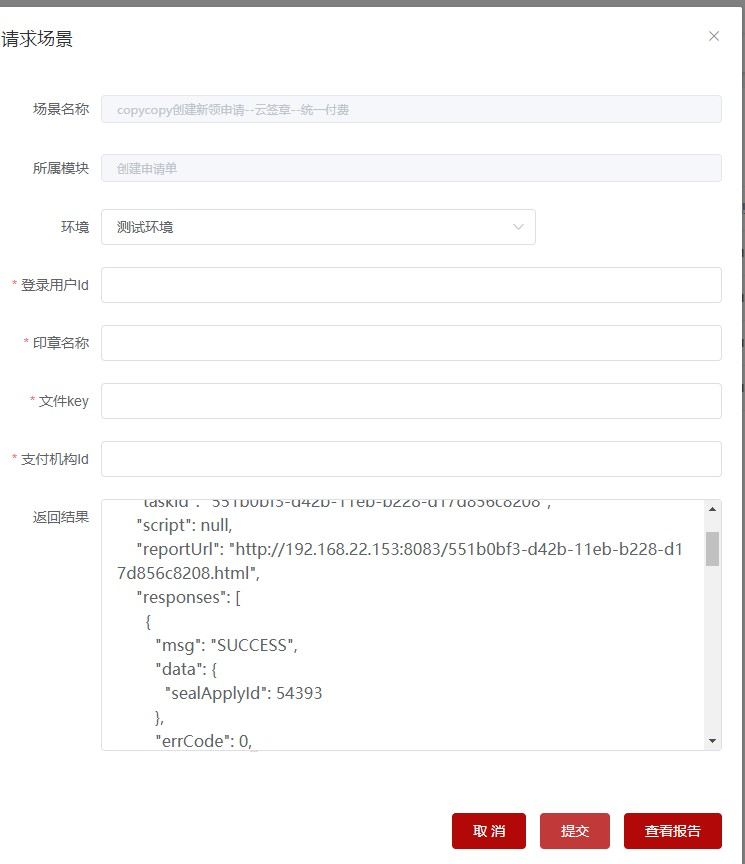 请求场景
场景名称 copycopy创建新领申请--云签章--统一付费
所属模块 创建申请单
环境 测试环境
* 登录用户Id
* 印章名称
* 文件key
* 支付机构Id
返回结果
"taskId": "551b0bf3-d42b-11eb-b228-d17d856c8208",
"script": null,
"reportUrl": "http://192.168.22.153:8083/551b0bf3-d42b-11eb-b228-d1
7d856c8208.html",
"responses": [
{
"msg": "SUCCESS",
"data": {
"sealApplyId": 54393
},
"errCode": 0,
取 消 提交 查看报告